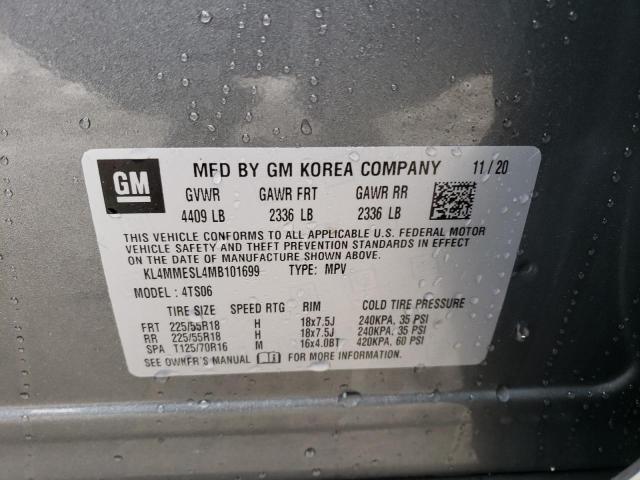 GM
MFD BY GM KOREA COMPANY 11/20
GVWR GAWR FRT GAWR RR
4409 LB 2336 LB 2336 LB
THIS VEHICLE CONFORMS TO ALL APPLICABLE U.S. FEDERAL MOTOR
VEHICLE SAFETY AND THEFT PREVENTION STANDARDS IN EFFECT
ON THE DATE OF MANUFACTURE SHOWN ABOVE.
KL4MMESL4MB101699 TYPE: MPV
MODEL: 4TS06
TIRE SIZE SPEED RTG RIM COLD TIRE PRESSURE
FRT 225/55R18 H 18x7.5J 240KPA, 35 PSI
RR 225/55R18 H 18x7.5J 240KPA, 35 PSI
SPA T125/70R16 M 16x4.0BT 420KPA, 60 PSI
SEE OWNER'S MANUAL FOR MORE INFORMATION.